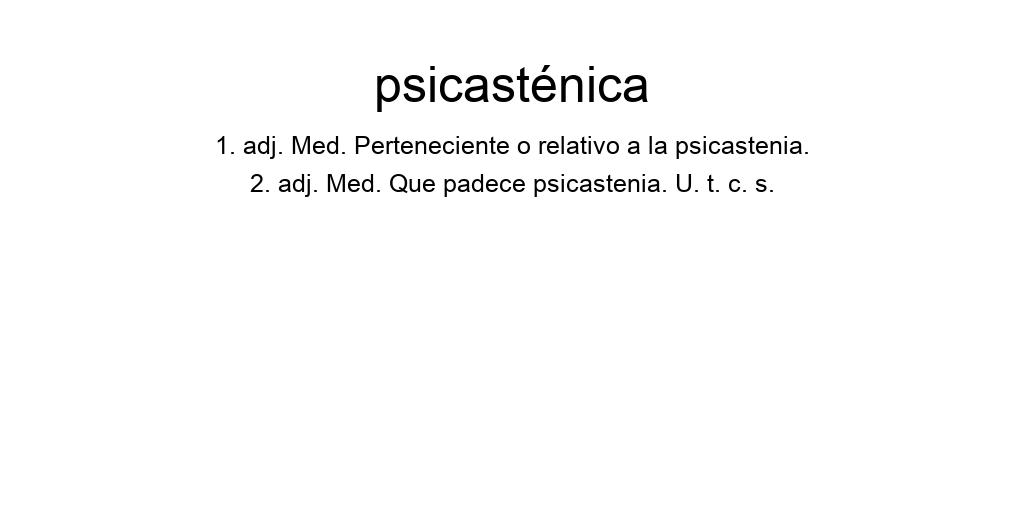 psicasténica
1. adj. Med. Perteneciente o relativo a la psicastenia.
2. adj. Med. Que padece psicastenia. U. t. c. s.